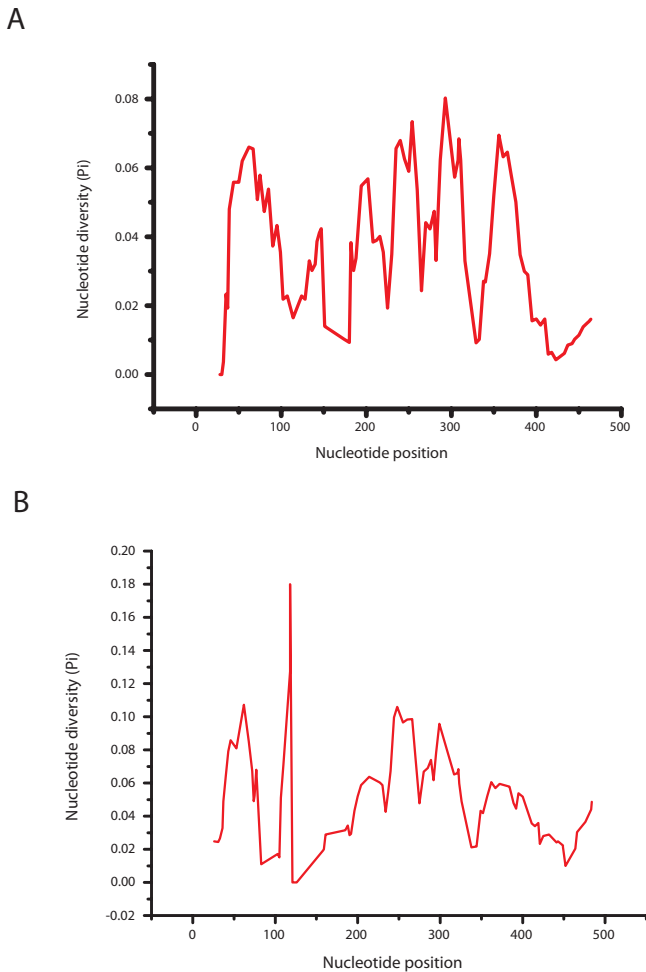 A
0.08
0.06
0.04
0.02
0.00
Nucleotide diversity (Pi)
0 100 200 300 400 500
Nucleotide position
B
0.20
0.18
0.16
0.14
0.12
0.10
0.08
0.06
0.04
0.02
0.00
-0.02
Nucleotide diversity (Pi)
0 100 200 300 400 500
Nucleotide position